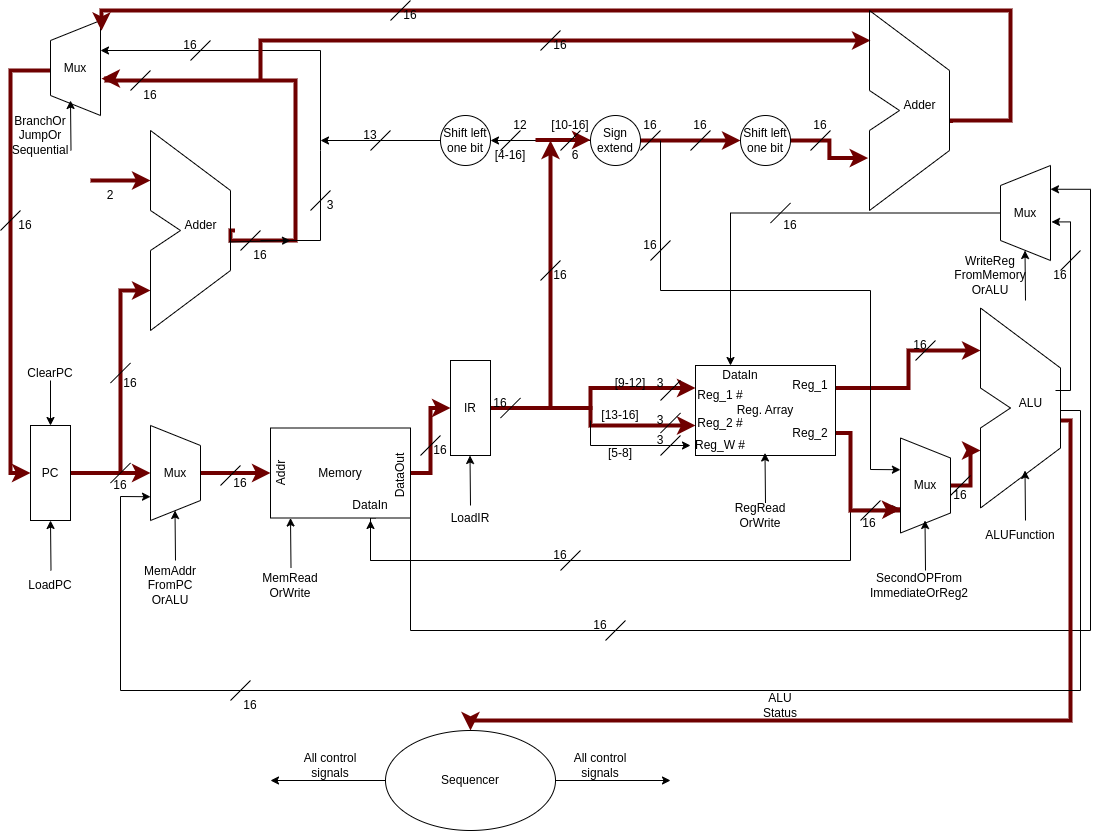 16
16
16
Mux
Adder
16
BranchOr
JumpOr
Sequential
13
Shift left
one bit
12
[4-16]
[10-16]
6
Sign
extend
16
16
Shift left
one bit
16
2
3
Adder
16
16
Mux
16
16
16
16
WriteReg
FromMemory
OrALU
16
ClearPC
16
PC
16
Mux
16
Addr
Memory
DataOut
DataIn
16
IR
16
[9-12]
3
[13-16]
3
[5-8]
3
DataIn
Reg_1 #
Reg_1
Reg. Array
Reg_2 #
Reg_2
Reg_W #
16
ALU
Mux
16
16
LoadIR
RegRead
OrWrite
ALUFunction
LoadPC
MemAddr
FromPC
OrALU
MemRead
OrWrite
16
SecondOPFrom
ImmediateOrReg2
16
16
ALU
Status
All control
signals
Sequencer
All control
signals